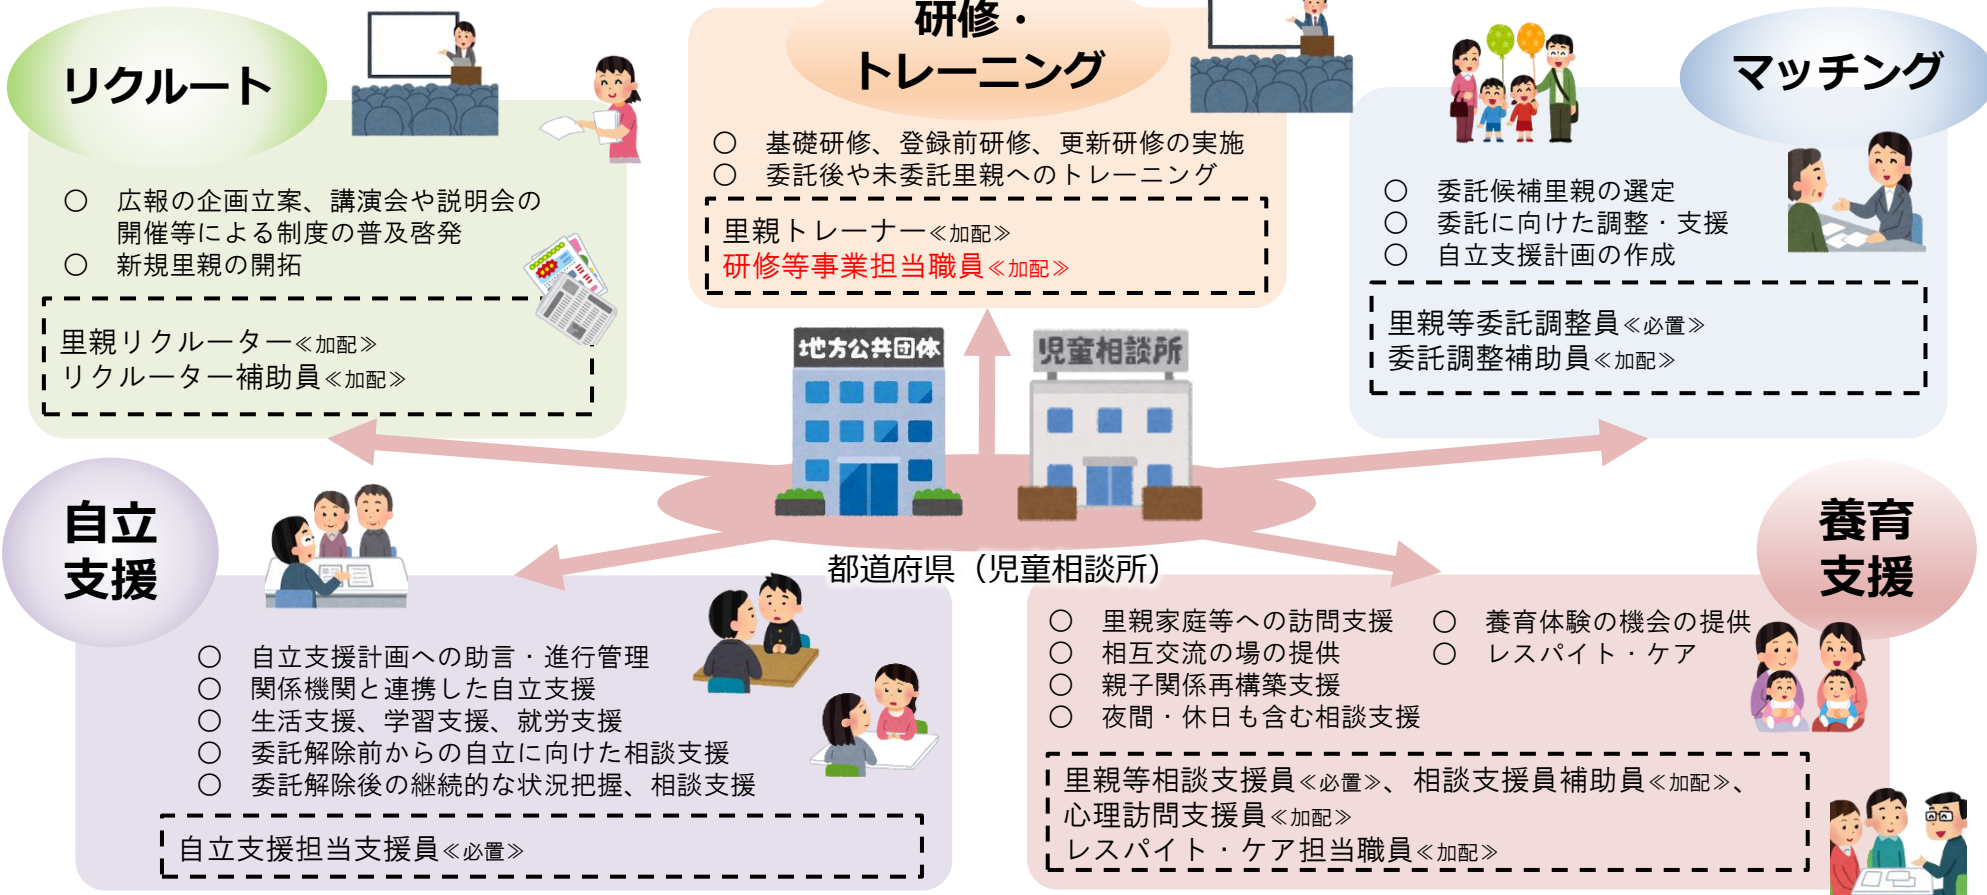 リクルート
○ 広報の企画立案、講演会や説明会の
開催等による制度の普及啓発
○ 新規里親の開拓
里親リクルーター≪加配≫
リクルーター補助員≪加配≫
研修・
トレーニング
○ 基礎研修、登録前研修、更新研修の実施
○ 委託後や未委託里親へのトレーニング
里親トレーナー≪加配≫
研修等事業担当職員≪加配≫
マッチング
○ 委託候補里親の選定
○ 委託に向けた調整・支援
○ 自立支援計画の作成
里親等委託調整員≪必置≫
委託調整補助員≪加配≫
地方公共団体
児童相談所
都道府県（児童相談所）
自立
支援
○ 自立支援計画への助言・進行管理
○ 関係機関と連携した自立支援
○ 生活支援、学習支援、就労支援
○ 委託解除前からの自立に向けた相談支援
○ 委託解除後の継続的な状況把握、相談支援
自立支援担当支援員≪必置≫
養育
支援
○ 里親家庭等への訪問支援
○ 相互交流の場の提供
○ 親子関係再構築支援
○ 夜間・休日も含む相談支援
○ 養育体験の機会の提供
○ レスパイト・ケア
里親等相談支援員≪必置≫、相談支援員補助員≪加配≫、
心理訪問支援員≪加配≫
レスパイト・ケア担当職員≪加配≫